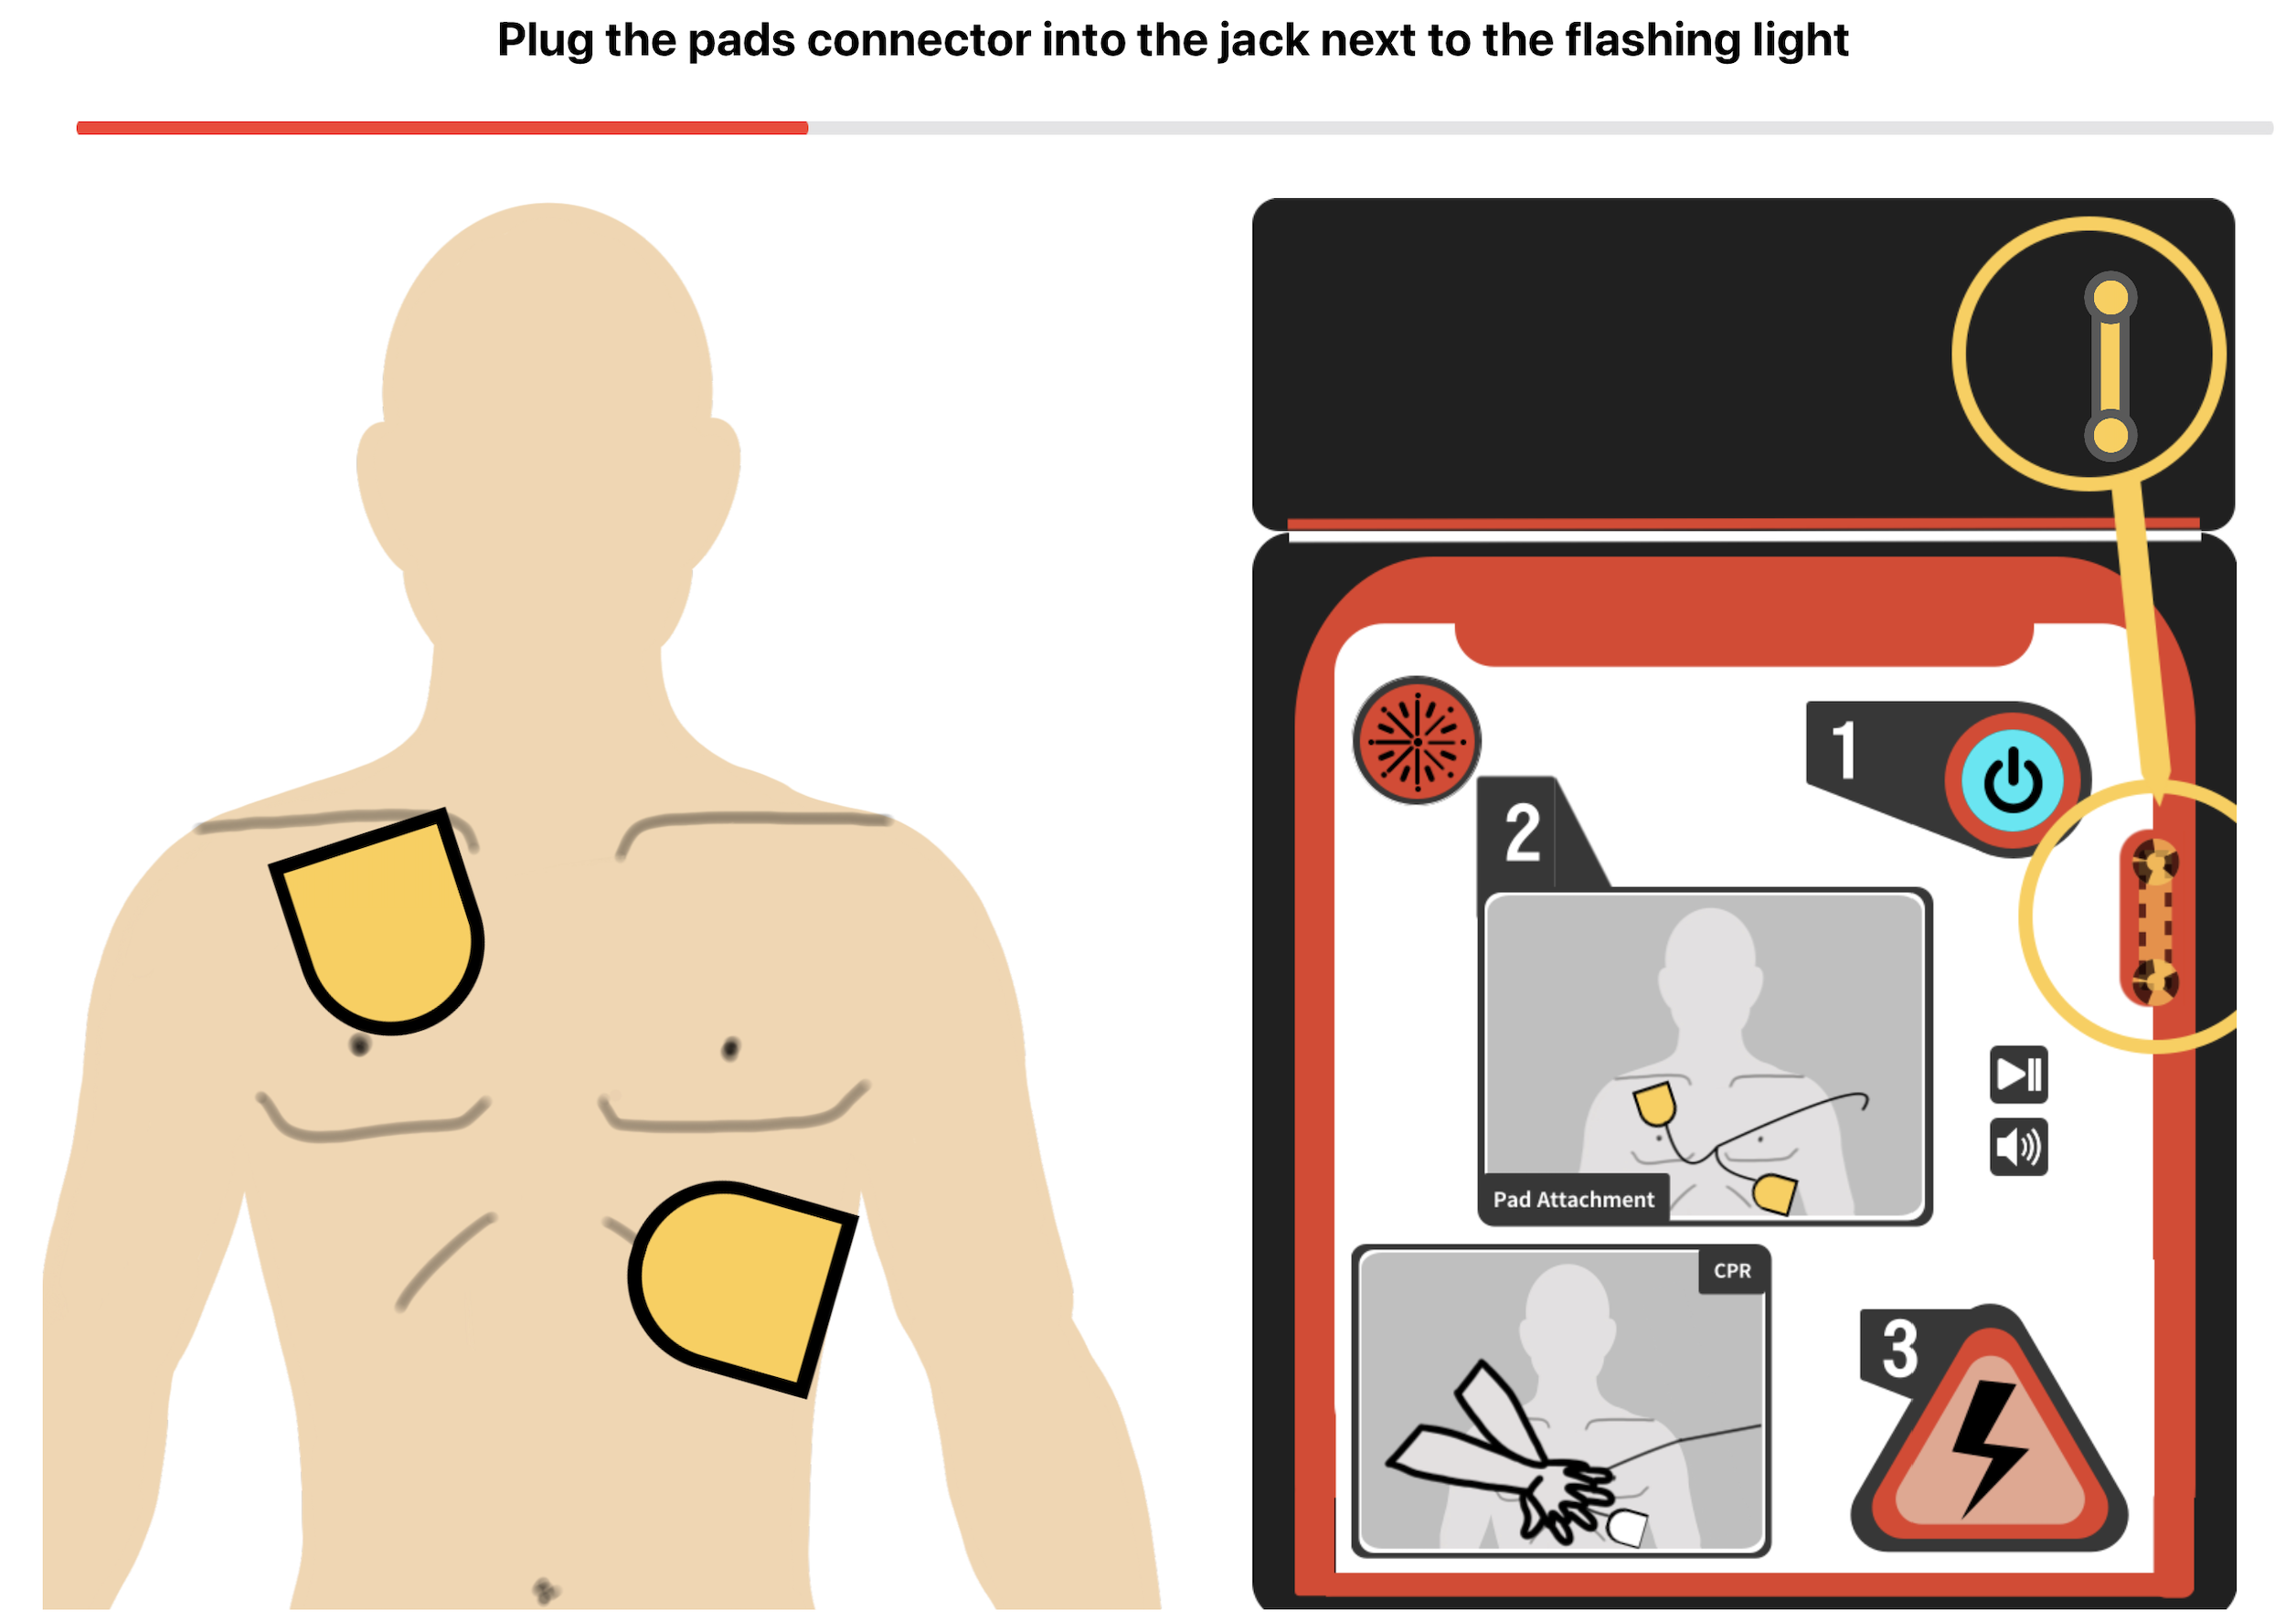 Plug the pads connector into the jack next to the flashing light
1
2
Pad Attachment
CPR
3